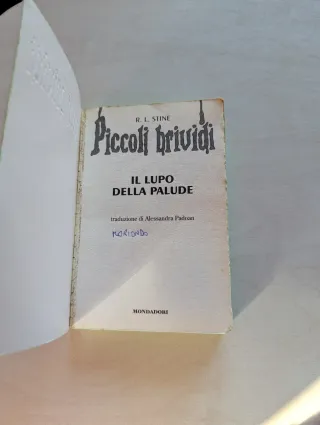 R. L. STINE
Piccoli brividi
IL LUPO
DELLA PALUDE
traduzione di Alessandra Padoan
MONDADORI